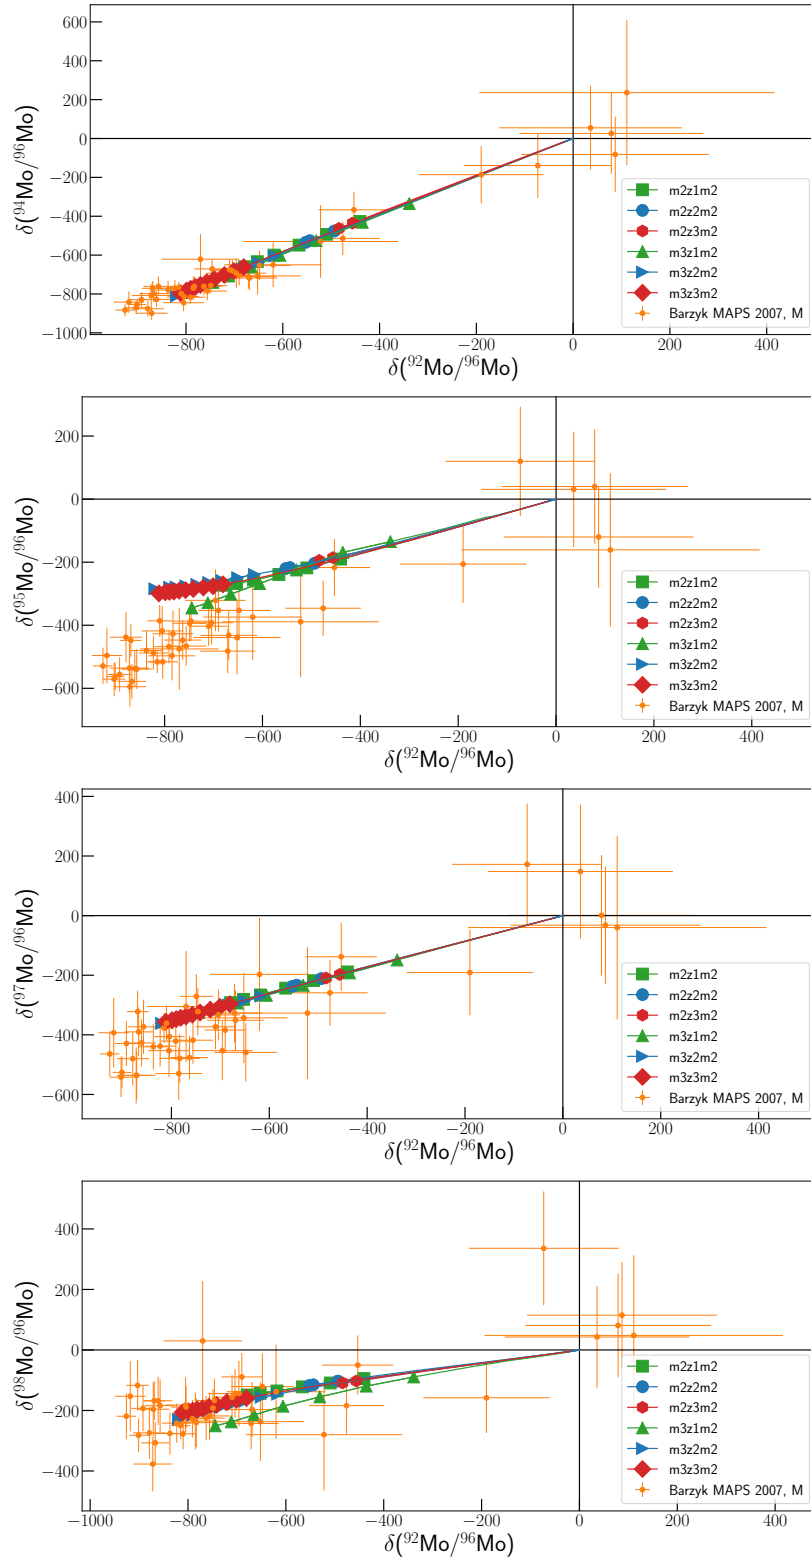 600
400
200
0
−200
−400
−600
−800
−1000
δ(⁹⁴Mo/⁹⁶Mo)
m2z1m2
m2z2m2
m2z3m2
m3z1m2
m3z2m2
m3z3m2
Barzyk MAPS 2007, M
−800 −600 −400 −200 0 200 400
δ(⁹²Mo/⁹⁶Mo)
200
0
−200
−400
−600
δ(⁹⁵Mo/⁹⁶Mo)
m2z1m2
m2z2m2
m2z3m2
m3z1m2
m3z2m2
m3z3m2
Barzyk MAPS 2007, M
−800 −600 −400 −200 0 200 400
δ(⁹²Mo/⁹⁶Mo)
400
200
0
−200
−400
−600
δ(⁹⁷Mo/⁹⁶Mo)
m2z1m2
m2z2m2
m2z3m2
m3z1m2
m3z2m2
m3z3m2
Barzyk MAPS 2007, M
−800 −600 −400 −200 0 200 400
δ(⁹²Mo/⁹⁶Mo)
400
200
0
−200
−400
δ(⁹⁸Mo/⁹⁶Mo)
m2z1m2
m2z2m2
m2z3m2
m3z1m2
m3z2m2
m3z3m2
Barzyk MAPS 2007, M
−1000 −800 −600 −400 −200 0 200 400
δ(⁹²Mo/⁹⁶Mo)